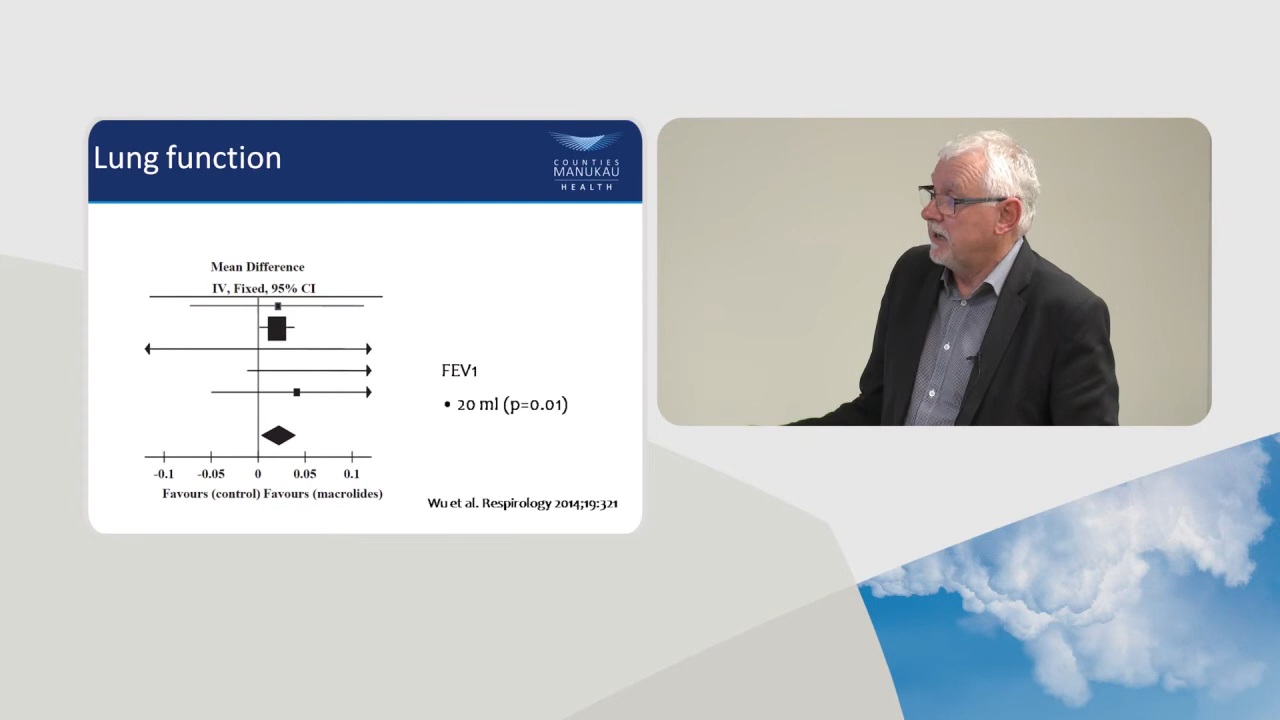 Lung function
COUNTIES
MANUKAU
HEALTH
Mean Difference
IV, Fixed, 95% CI
-0.1 -0.05 0 0.05 0.1
Favours (control) Favours (macrolides)
FEV1
• 20 ml (p=0.01)
Wu et al. Respirology 2014;19:321